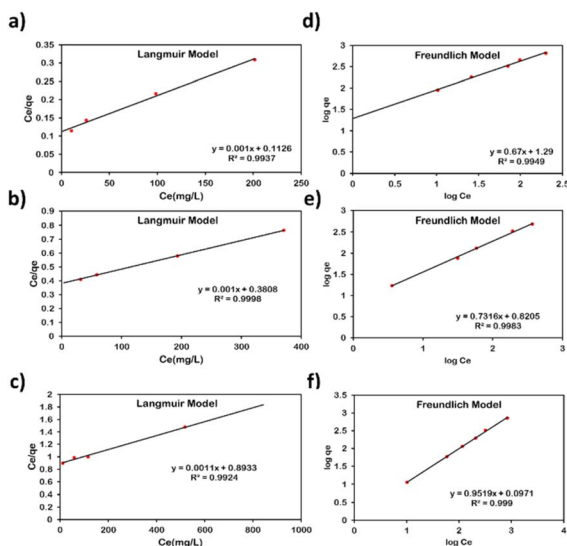 a)
Langmuir Model
Ce/qe
0.35
0.3
0.25
0.2
0.15
0.1
0.05
0
0 50 100 150 200 250
Ce(mg/L)
y = 0.001x + 0.1126
R² = 0.9937
d)
Freundlich Model
log qe
3
2.5
2
1.5
1
0.5
0
0 0.5 1 1.5 2 2.5
log Ce
y = 0.67x + 1.29
R² = 0.9949
b)
Langmuir Model
Ce/qe
0.9
0.8
0.7
0.6
0.5
0.4
0.3
0.2
0.1
0
0 100 200 300 400
Ce(mg/L)
y = 0.001x + 0.3808
R² = 0.9998
e)
Freundlich Model
log qe
3
2.5
2
1.5
1
0.5
0
0 1 2 3
log Ce
y = 0.7316x + 0.8205
R² = 0.9983
c)
Langmuir Model
Ce/qe
2
1.8
1.6
1.4
1.2
1
0.8
0.6
0.4
0.2
0
0 200 400 600 800 1000
Ce(mg/L)
y = 0.0011x + 0.8933
R² = 0.9924
f)
Freundlich Model
log qe
3.5
3
2.5
2
1.5
1
0.5
0
0 1 2 3 4
log Ce
y = 0.9519x + 0.0971
R² = 0.999